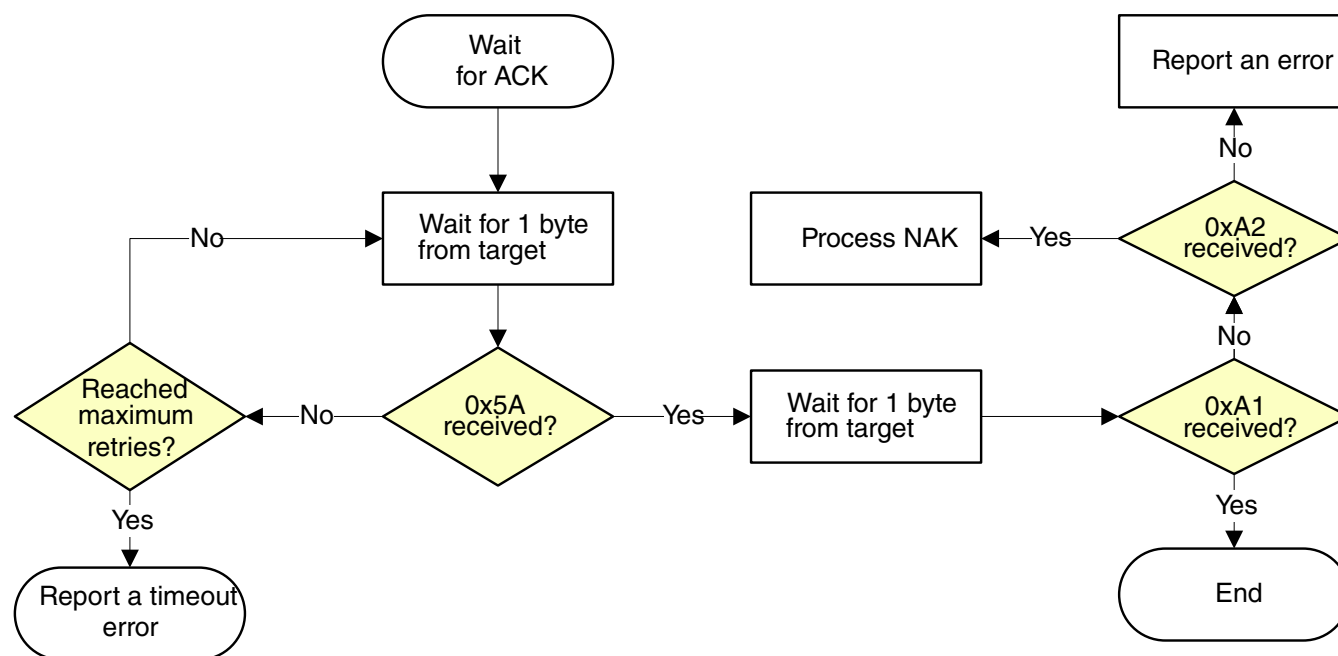 Wait
for ACK
Report an error
No
Wait for 1 byte
from target
No
Process NAK
Yes
0xA2
received?
No
Reached
maximum
retries?
No
0x5A
received?
Yes
Wait for 1 byte
from target
0xA1
received?
Yes
Yes
Report a timeout
error
End